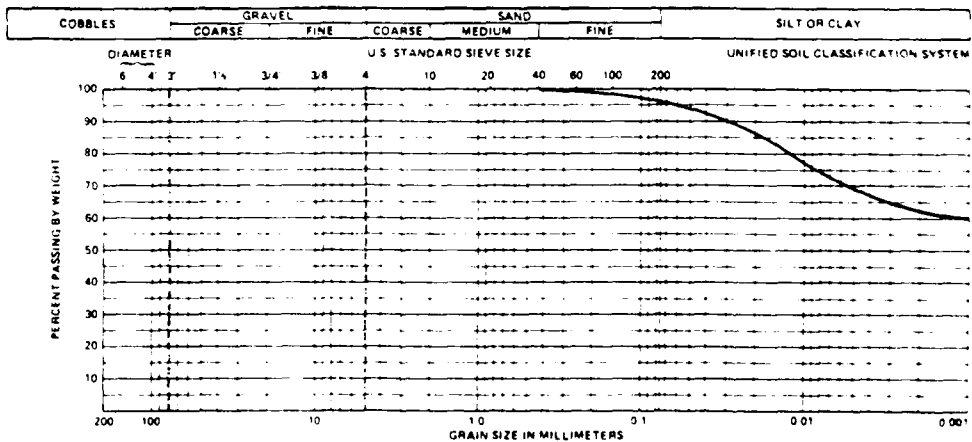 COBBLES GRAVEL SAND SILT OR CLAY
COARSE FINE COARSE MEDIUM FINE
DIAMETER U.S. STANDARD SIEVE SIZE UNIFIED SOIL CLASSIFICATION SYSTEM
6 4" 3" 1½ 3/4 3/8 4 10 20 40 60 100 200
100
90
80
70
60
50
40
30
20
10
PERCENT PASSING BY WEIGHT
200 100 10 1.0 0.1 0.01 0.001
GRAIN SIZE IN MILLIMETERS